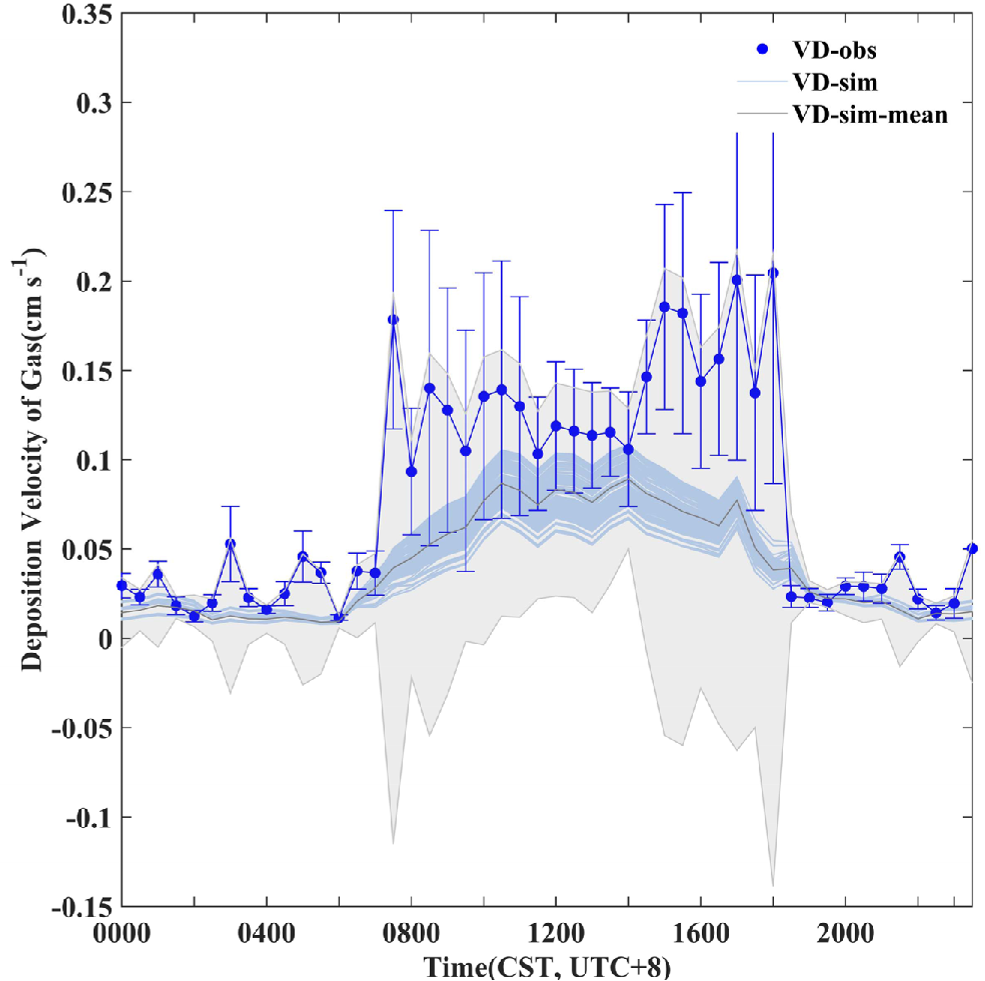 0.35
0.3
0.25
0.2
0.15
0.1
0.05
0
-0.05
-0.1
-0.15
Deposition Velocity of Gas(cm s⁻¹)
VD-obs
VD-sim
VD-sim-mean
0000 0400 0800 1200 1600 2000
Time(CST, UTC+8)